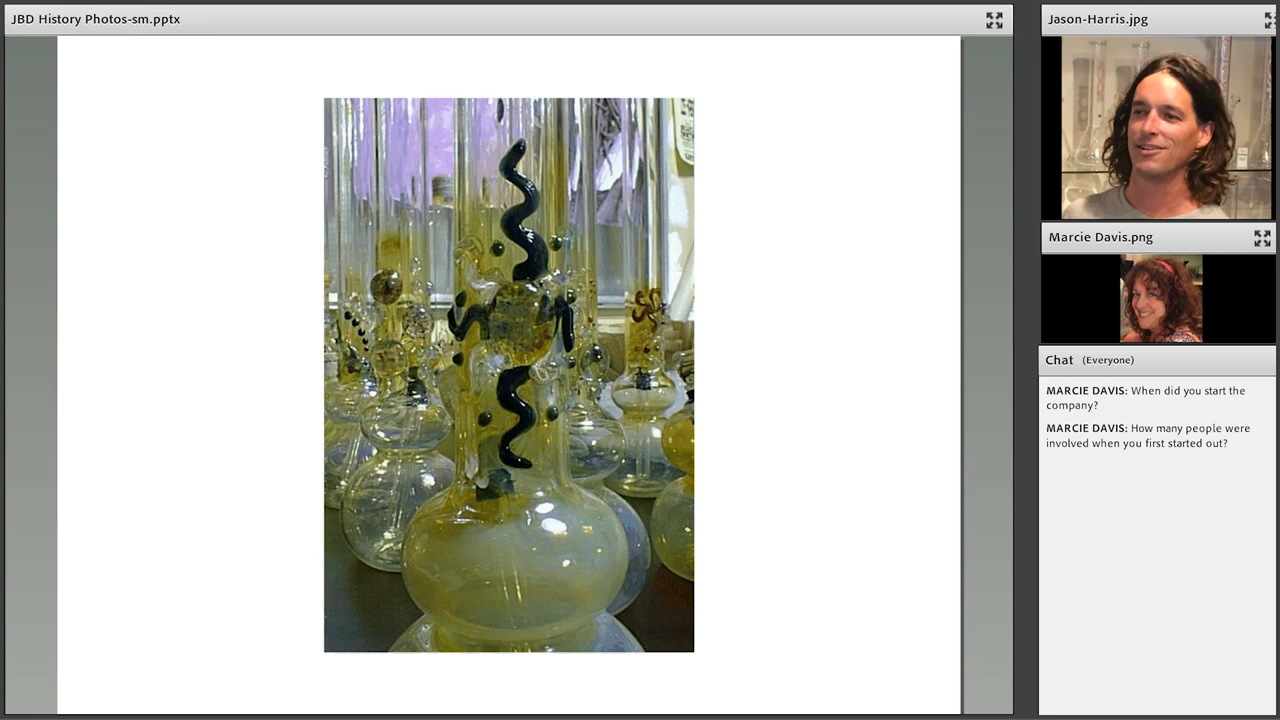 JBD History Photos-sm.pptx
Jason-Harris.jpg
Marcie Davis.png
Chat (Everyone)
MARCIE DAVIS: When did you start the
company?
MARCIE DAVIS: How many people were
involved when you first started out?